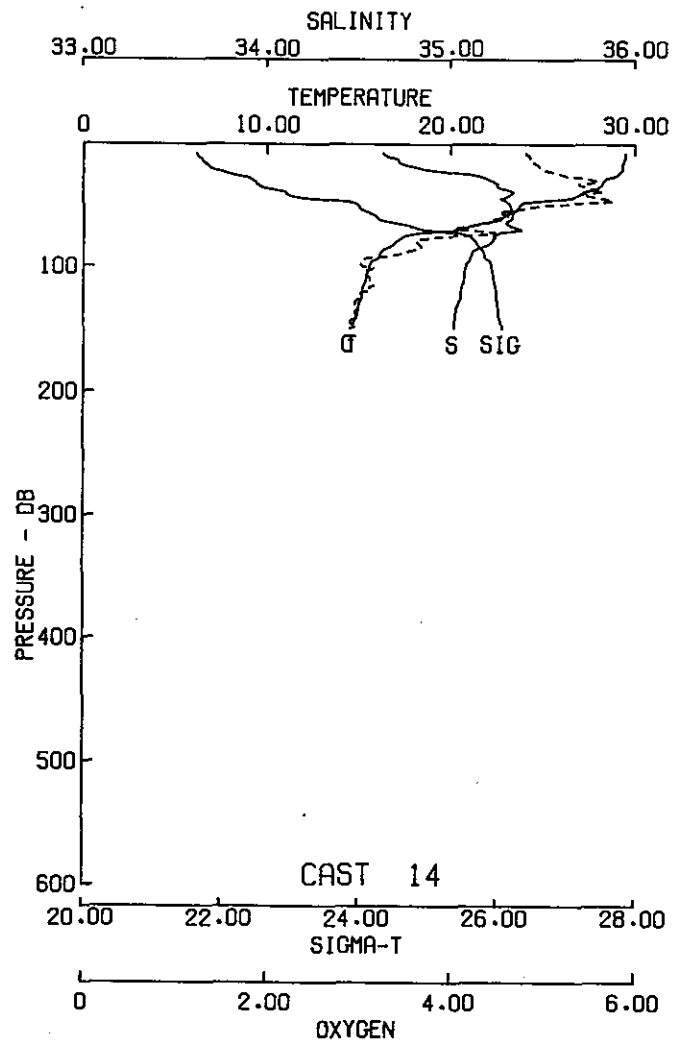 SALINITY
33.00 34.00 35.00 36.00
TEMPERATURE
0 10.00 20.00 30.00
100
200
300
400
500
600
PRESSURE - DB
S SIG
CAST 14
20.00 22.00 24.00 26.00 28.00
SIGMA-T
0 2.00 4.00 6.00
OXYGEN